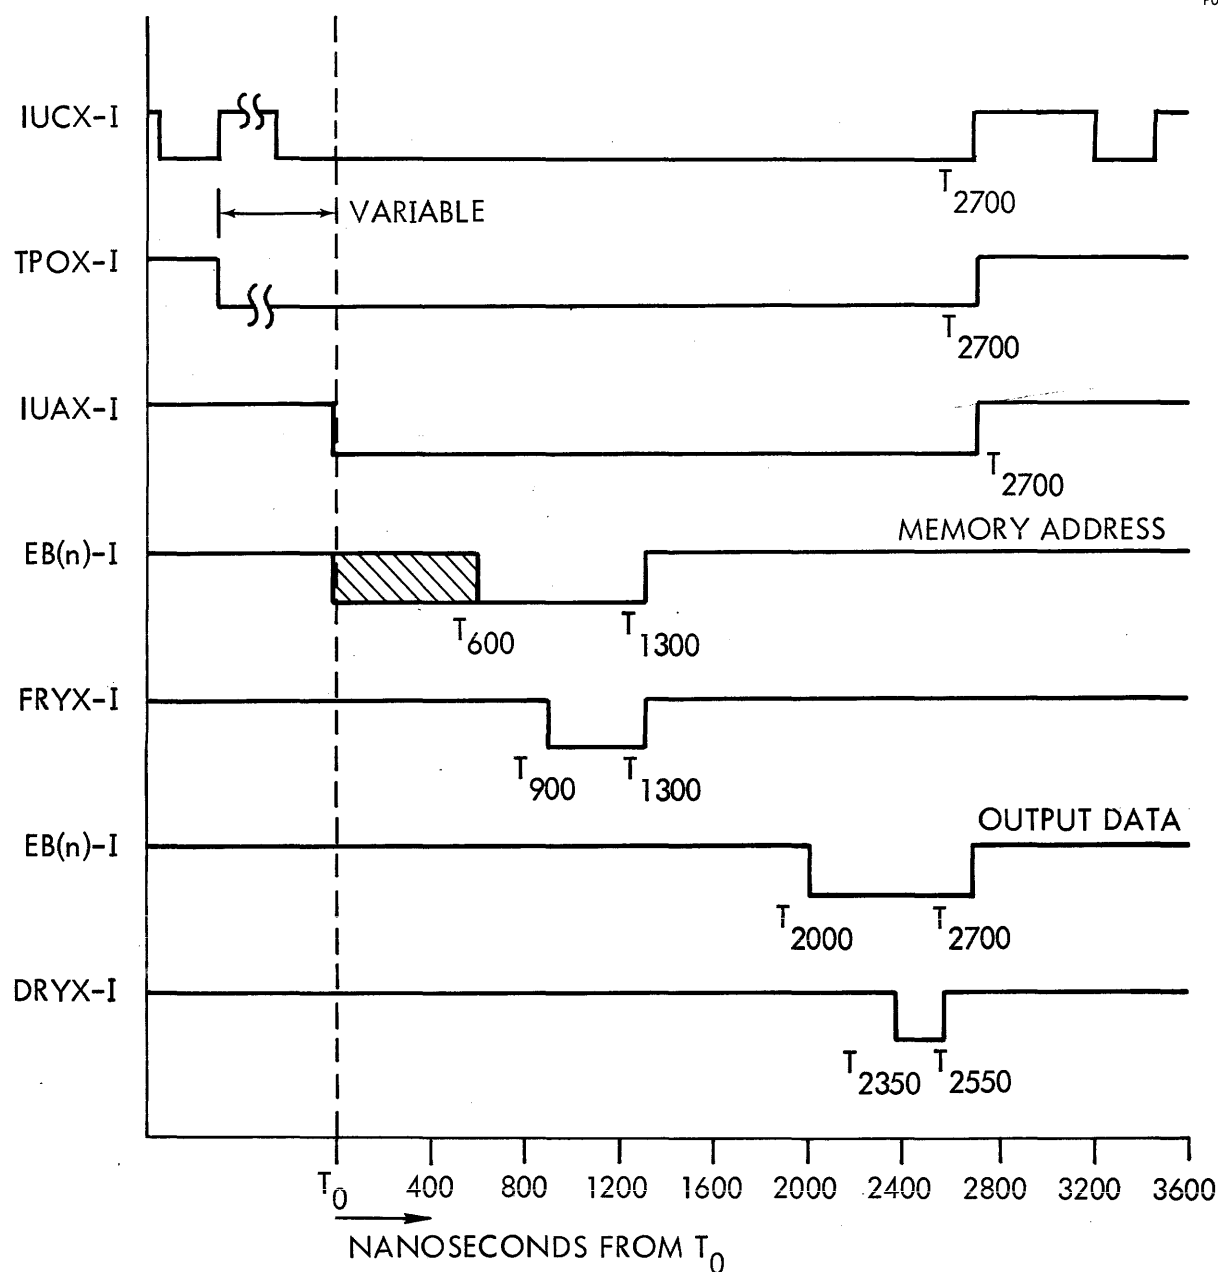 IUCX-I
T2700
VARIABLE
TPOX-I
T2700
IUAX-I
T2700
MEMORY ADDRESS
EB(n)-I
T600 T1300
FRYX-I
T900 T1300
OUTPUT DATA
EB(n)-I
T2000 T2700
DRYX-I
T2350 T2550
T0 400 800 1200 1600 2000 2400 2800 3200 3600
NANOSECONDS FROM T0